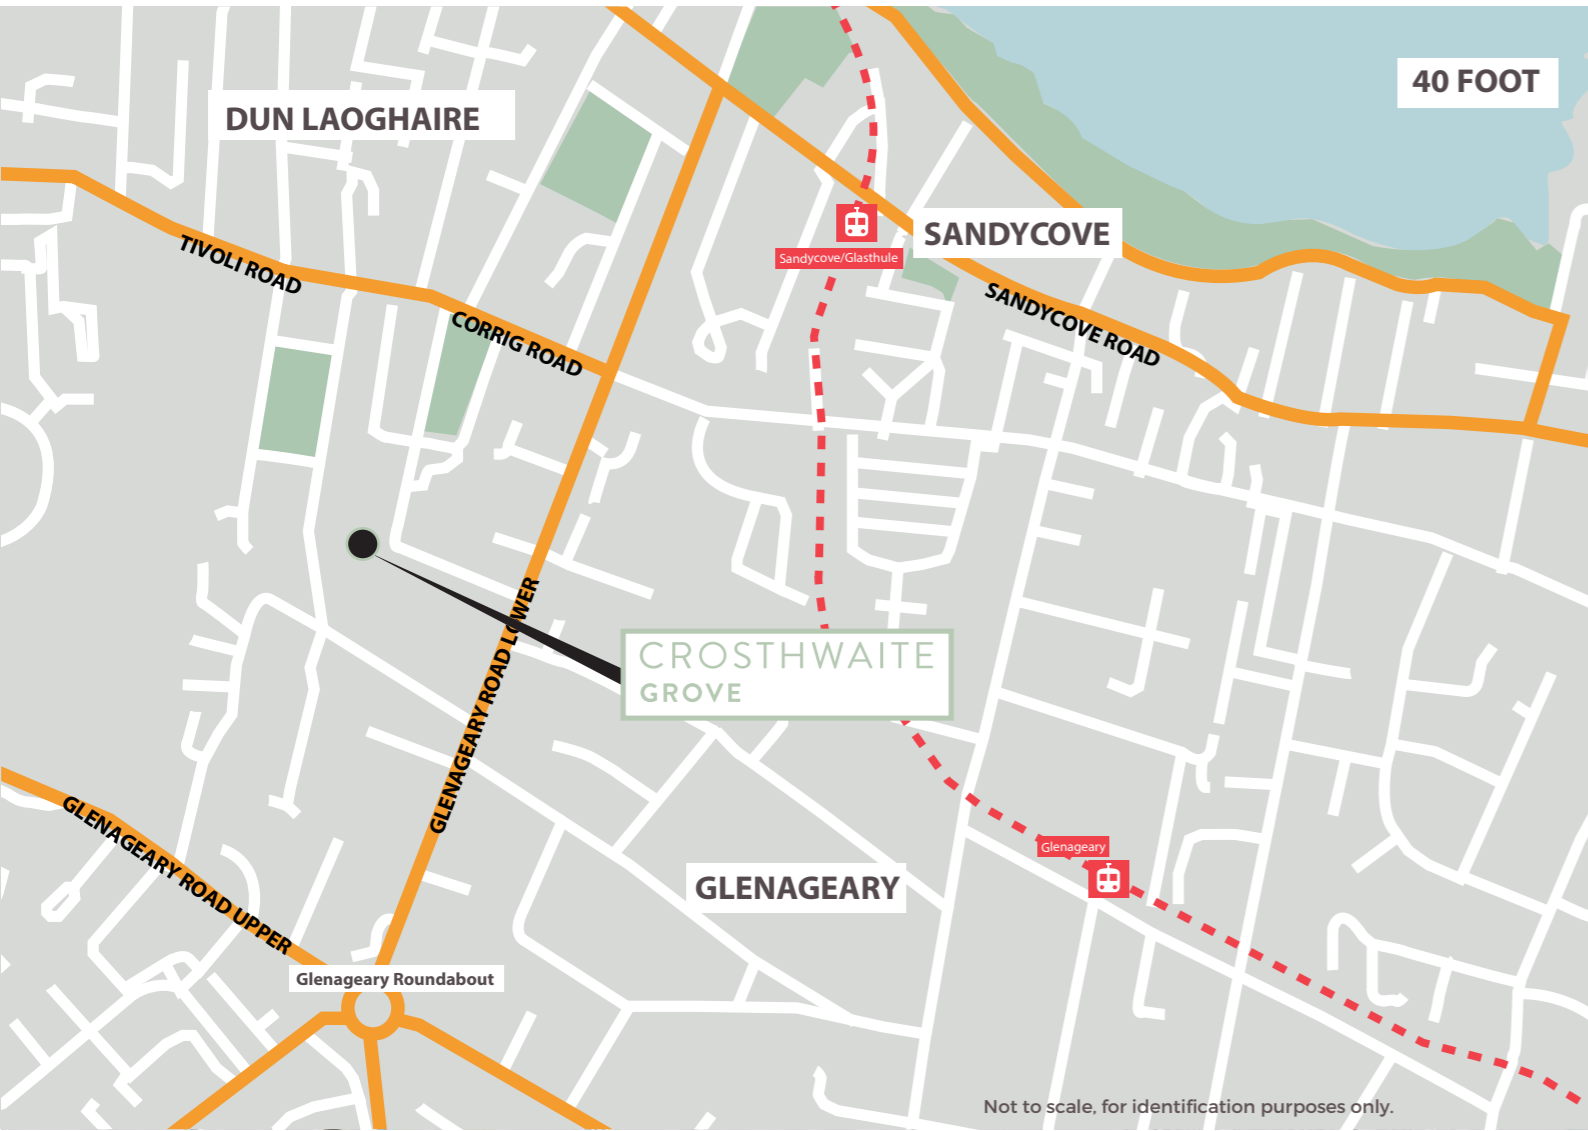 40 FOOT
DUN LAOGHAIRE
SANDYCOVE
TIVOLI ROAD
Sandycove/Glasthule
CORRIG ROAD
SANDYCOVE ROAD
GLENAGEARY ROAD LOWER
CROSTHWAITE
GROVE
GLENAGEARY ROAD UPPER
Glenageary
GLENAGEARY
Glenageary Roundabout
Not to scale, for identification purposes only.